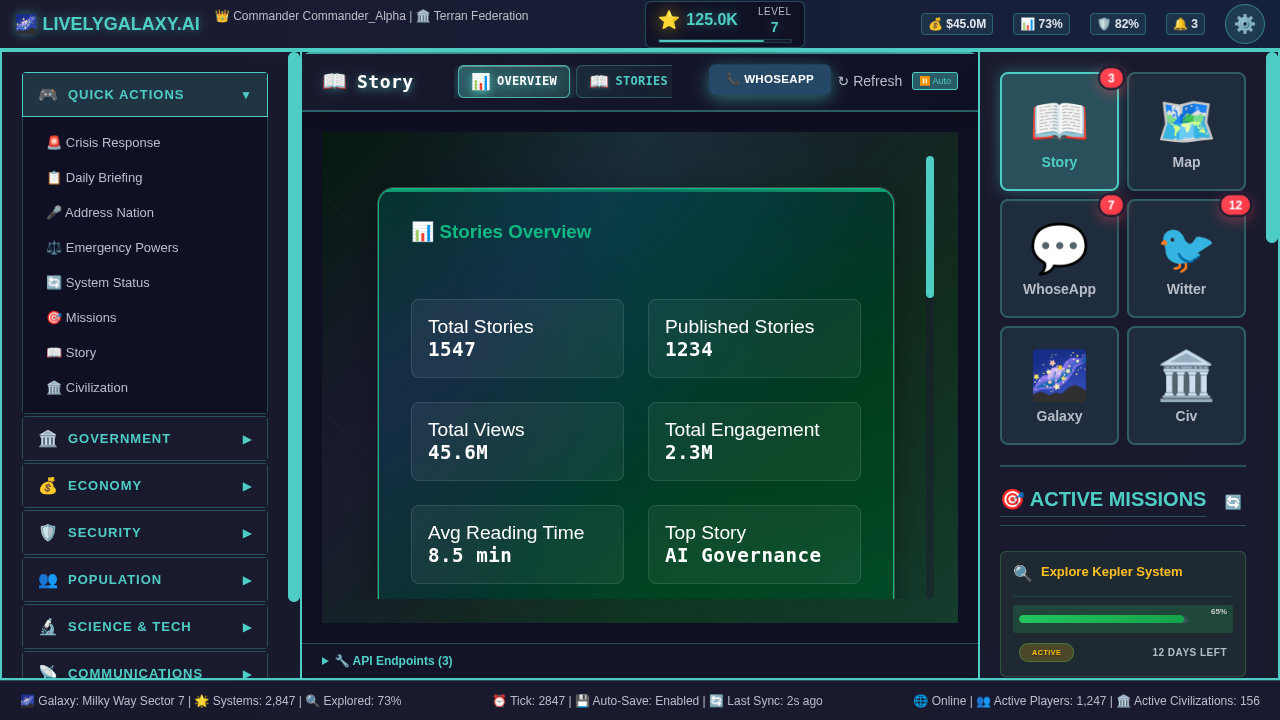 🌌 LIVELYGALAXY.AI
👑 Commander Commander_Alpha | 🏛️ Terran Federation
⭐ 125.0K
LEVEL
7
💰 $45.0M
📊 73%
🛡️ 82%
🔔 3
⚙️
🎮 QUICK ACTIONS ▼
🚨 Crisis Response
📋 Daily Briefing
🎤 Address Nation
⚖️ Emergency Powers
🔄 System Status
🎯 Missions
📖 Story
🏛️ Civilization
🏛️ GOVERNMENT ▶
💰 ECONOMY ▶
🛡️ SECURITY ▶
👥 POPULATION ▶
🔬 SCIENCE & TECH ▶
📡 COMMUNICATIONS ▶
📖 Story
📊 OVERVIEW
📖 STORIES
📞 WHOSEAPP
↻ Refresh
⏸️ Auto
📊 Stories Overview
Total Stories
1547
Published Stories
1234
Total Views
45.6M
Total Engagement
2.3M
Avg Reading Time
8.5 min
Top Story
AI Governance
▶ 🔧 API Endpoints (3)
3
📖
Story
🗺️
Map
7
💬
WhoseApp
12
🐦
Witter
🌌
Galaxy
🏛️
Civ
🎯 ACTIVE MISSIONS 🔄
🔍 Explore Kepler System
65%
ACTIVE
12 DAYS LEFT
🌌 Galaxy: Milky Way Sector 7 | 🌟 Systems: 2,847 | 🔍 Explored: 73%
⏰ Tick: 2847 | 💾 Auto-Save: Enabled | 🔄 Last Sync: 2s ago
🌐 Online | 👥 Active Players: 1,247 | 🏛️ Active Civilizations: 156